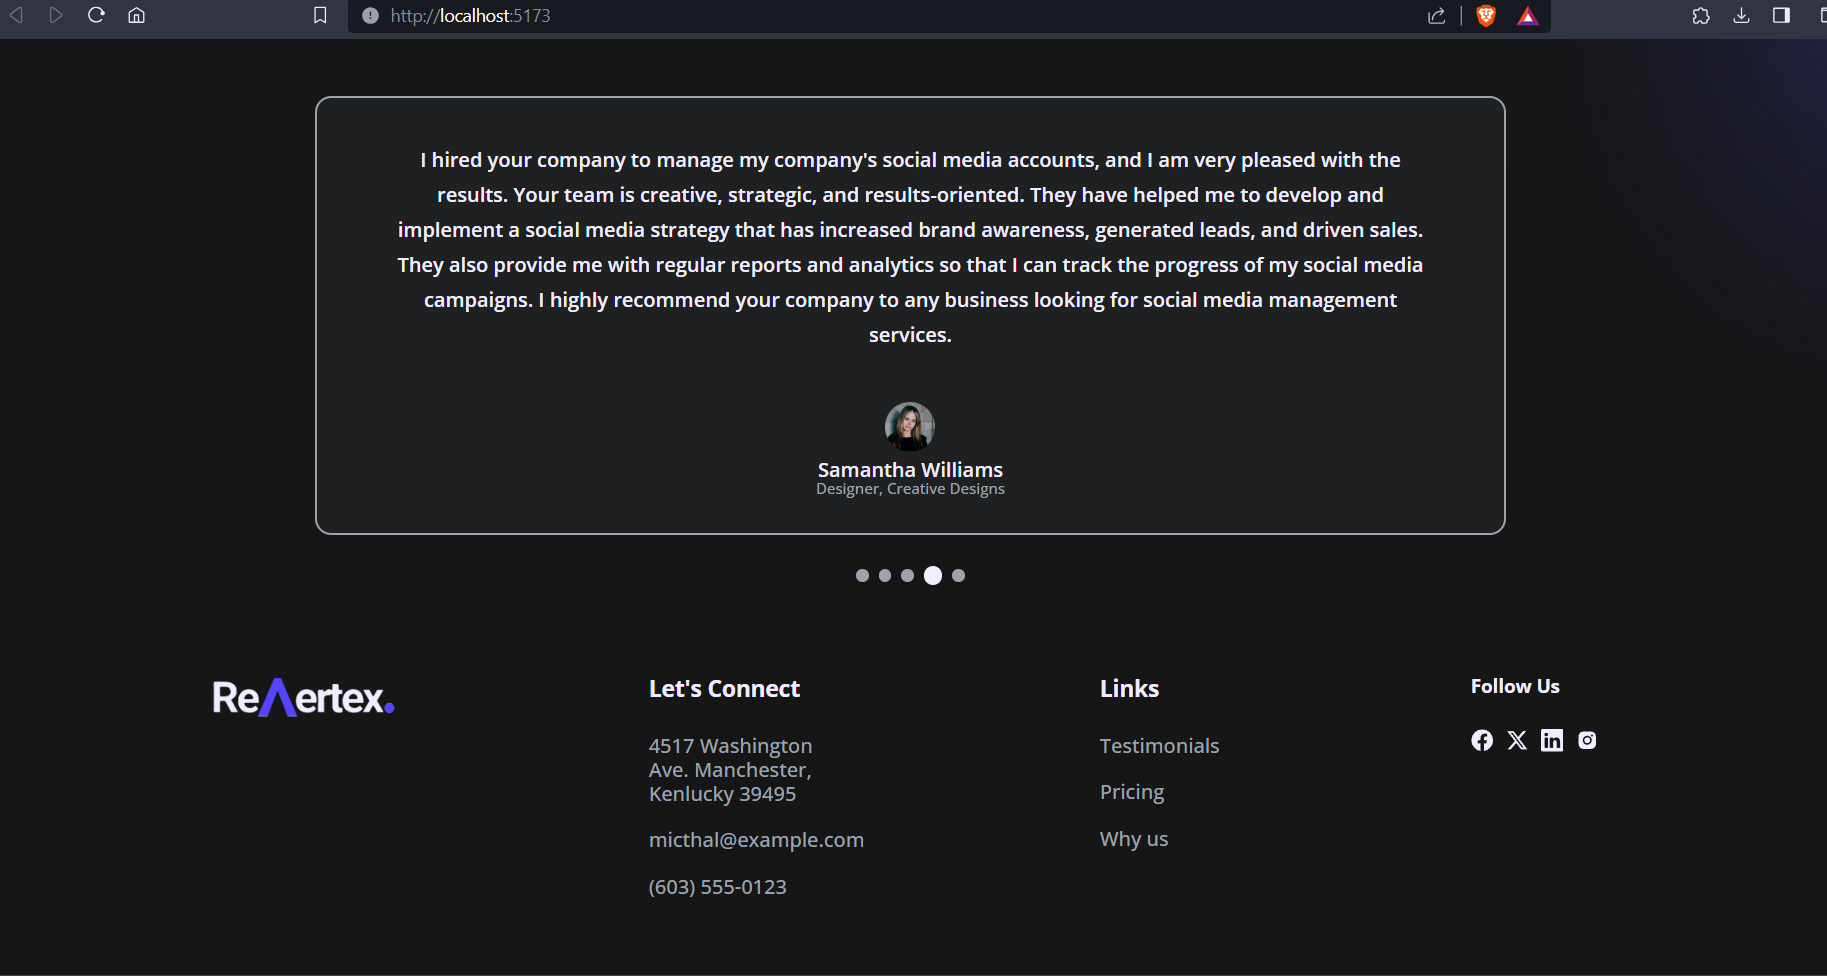 http://localhost:5173
I hired your company to manage my company's social media accounts, and I am very pleased with the
results. Your team is creative, strategic, and results-oriented. They have helped me to develop and
implement a social media strategy that has increased brand awareness, generated leads, and driven sales.
They also provide me with regular reports and analytics so that I can track the progress of my social media
campaigns. I highly recommend your company to any business looking for social media management
services.
Samantha Williams
Designer, Creative Designs
ReΛertex.
Let's Connect
4517 Washington
Ave. Manchester,
Kenlucky 39495
micthal@example.com
(603) 555-0123
Links
Testimonials
Pricing
Why us
Follow Us